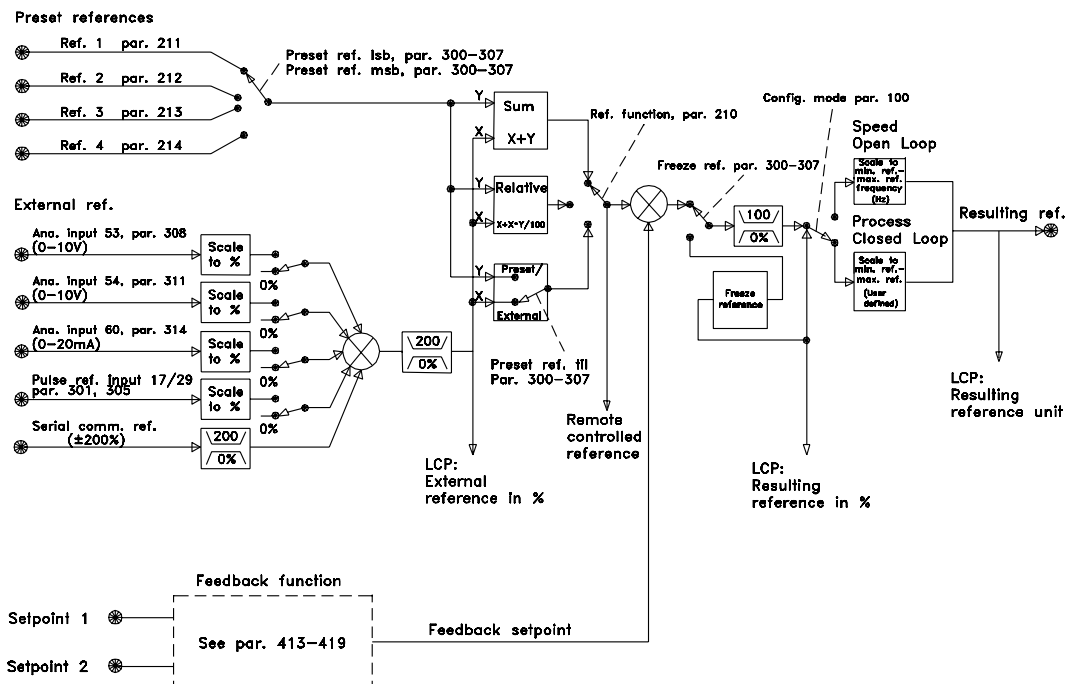 Preset references
Ref. 1 par. 211
Ref. 2 par. 212
Ref. 3 par. 213
Ref. 4 par. 214
Preset ref. lsb, par. 300-307
Preset ref. msb, par. 300-307
External ref.
Ana. input 53, par. 308
(0-10V)
Ana. input 54, par. 311
(0-10V)
Ana. input 60, par. 314
(0-20mA)
Pulse ref. input 17/29
par. 301, 305
Serial comm. ref.
(±200%)
Scale
to %
0%
Scale
to %
0%
Scale
to %
0%
Scale
to %
0%
200
0%
200
0%
Y
Sum
X
X+Y
Y
Relative
X
X+X·Y/100
Y
Preset/
X
External
Preset ref. til
Par. 300-307
Ref. function, par. 210
Remote
controlled
reference
LCP:
External
reference in %
Freeze ref. par. 300-307
100
0%
Freeze
reference
Config. mode par. 100
Speed
Open Loop
Scale to
min. ref.-
max. ref.
frequency
(Hz)
Process
Closed Loop
Scale to
min. ref.-
max. ref.
(User
defined)
Resulting ref.
LCP:
Resulting
reference unit
LCP:
Resulting
reference in %
Feedback function
Setpoint 1
Setpoint 2
See par. 413-419
Feedback setpoint